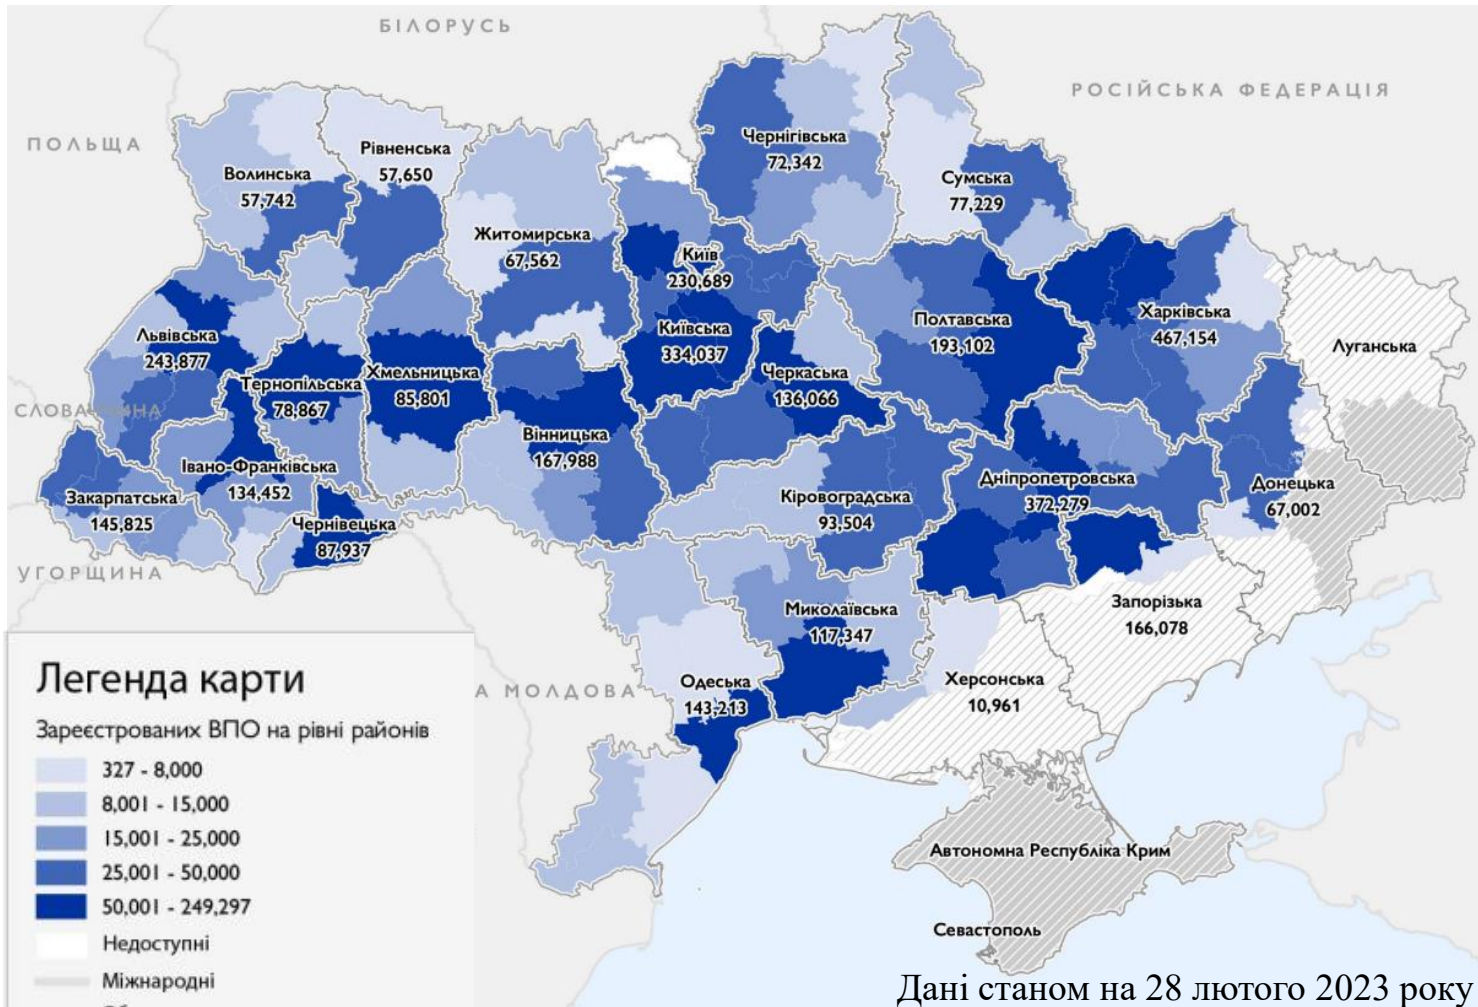 БІЛОРУСЬ
РОСІЙСЬКА ФЕДЕРАЦІЯ
ПОЛЬЩА
Чернігівська
72,342
Рівненська
57,650
Волинська
57,742
Сумська
77,229
Житомирська
67,562
Київ
230,689
Львівська
243,877
Київська
334,037
Полтавська
193,102
Харківська
467,154
Луганська
Тернопільська
78,867
Хмельницька
85,801
Черкаська
136,066
СЛОВАЧЧИНА
Вінницька
167,988
Івано-Франківська
134,452
Закарпатська
145,825
Чернівецька
87,937
Кіровоградська
93,504
Дніпропетровська
372,279
Донецька
67,002
УГОРЩИНА
Миколаївська
117,347
Запорізька
166,078
Одеська
143,213
Херсонська
10,961
А МОЛДОВА
Автономна Республіка Крим
Севастополь
Легенда карти
Зареєстрованих ВПО на рівні районів
327 - 8,000
8,001 - 15,000
15,001 - 25,000
25,001 - 50,000
50,001 - 249,297
Недоступні
Міжнародні
Дані станом на 28 лютого 2023 року